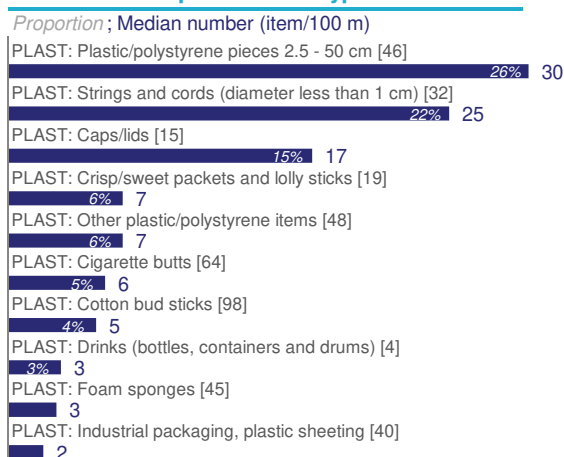 Proportion ; Median number (item/100 m)
PLAST: Plastic/polystyrene pieces 2.5 - 50 cm [46]
26% 30
PLAST: Strings and cords (diameter less than 1 cm) [32]
22% 25
PLAST: Caps/lids [15]
15% 17
PLAST: Crisp/sweet packets and lolly sticks [19]
6% 7
PLAST: Other plastic/polystyrene items [48]
6% 7
PLAST: Cigarette butts [64]
5% 6
PLAST: Cotton bud sticks [98]
4% 5
PLAST: Drinks (bottles, containers and drums) [4]
3% 3
PLAST: Foam sponges [45]
3
PLAST: Industrial packaging, plastic sheeting [40]
2